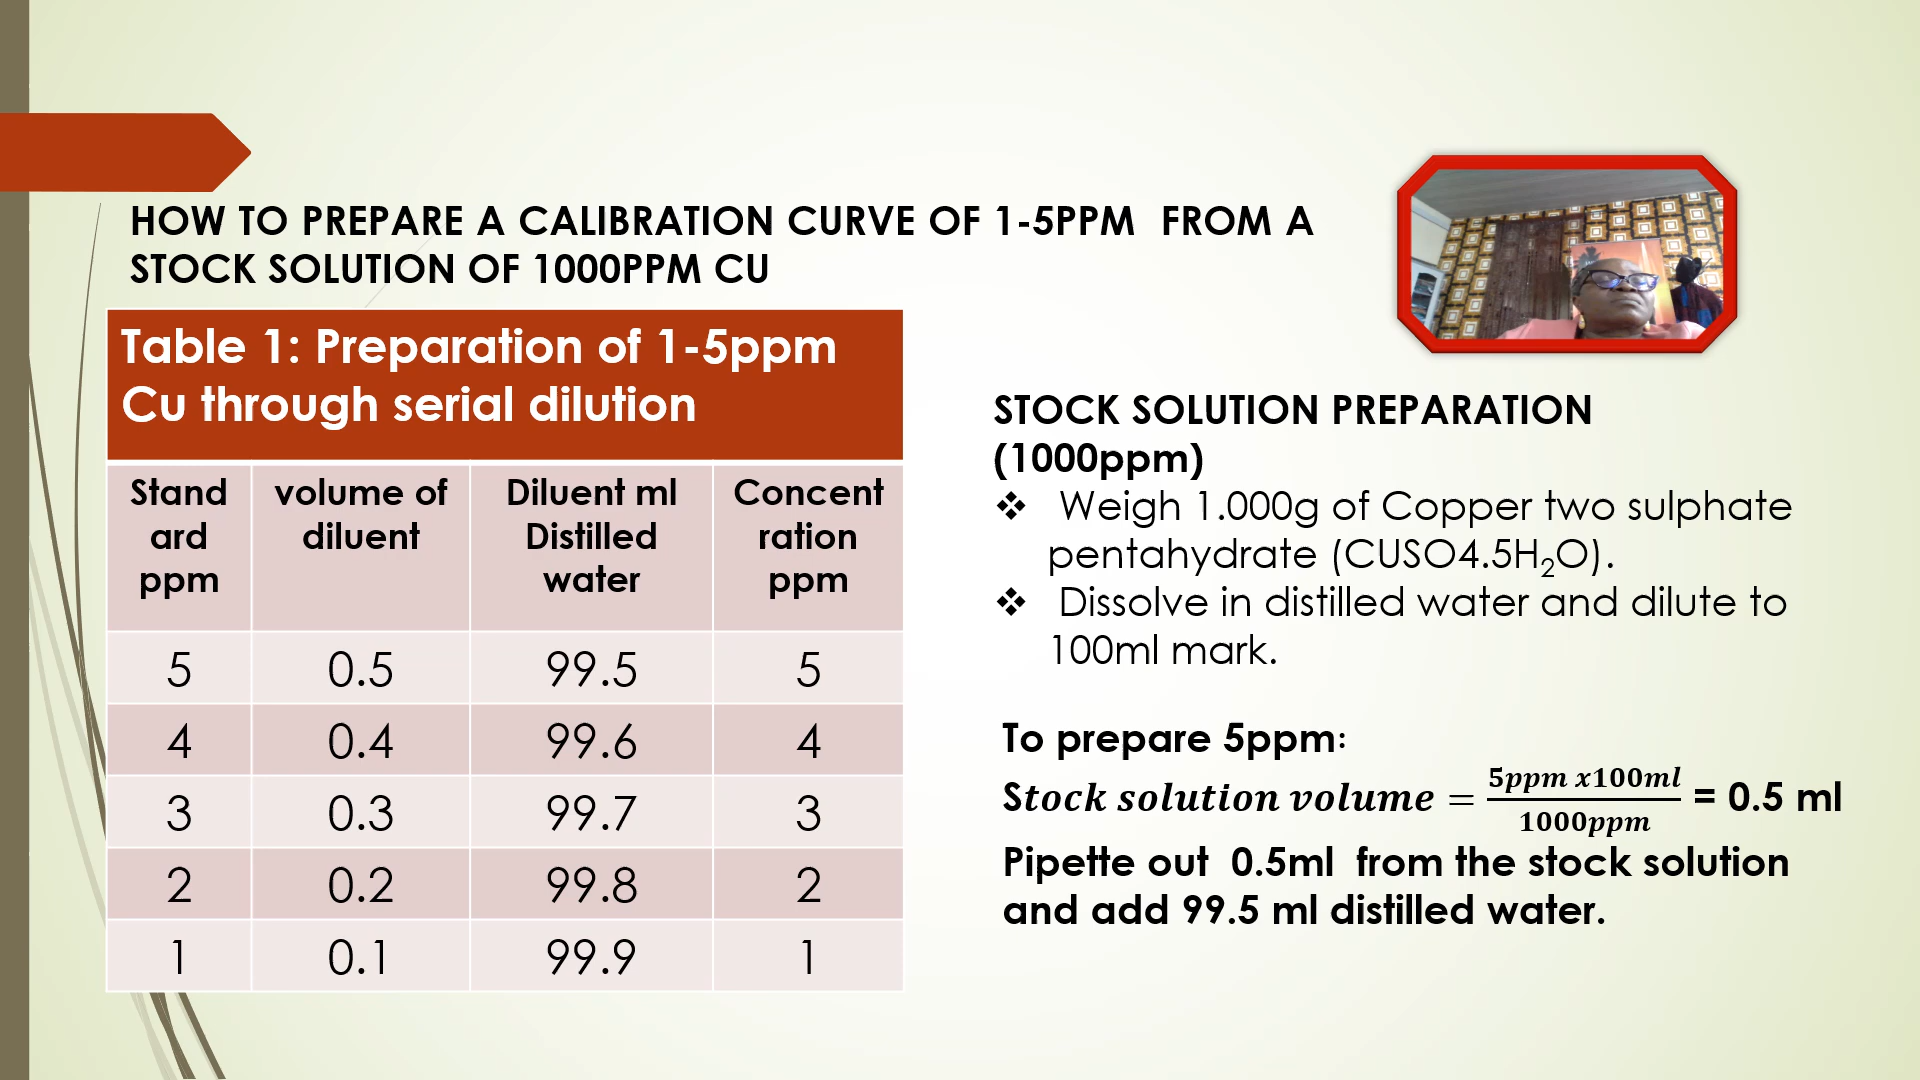 HOW TO PREPARE A CALIBRATION CURVE OF 1-5PPM FROM A
STOCK SOLUTION OF 1000PPM CU
Table 1: Preparation of 1-5ppm
Cu through serial dilution
Stand
ard
ppm
volume of
diluent
Diluent ml
Distilled
water
Concent
ration
ppm
5 0.5 99.5 5
4 0.4 99.6 4
3 0.3 99.7 3
2 0.2 99.8 2
1 0.1 99.9 1
STOCK SOLUTION PREPARATION
(1000ppm)
❖ Weigh 1.000g of Copper two sulphate
pentahydrate (CUSO4.5H₂O).
❖ Dissolve in distilled water and dilute to
100ml mark.
To prepare 5ppm:
Stock solution volume = 5ppm x100ml / 1000ppm = 0.5 ml
Pipette out 0.5ml from the stock solution
and add 99.5 ml distilled water.